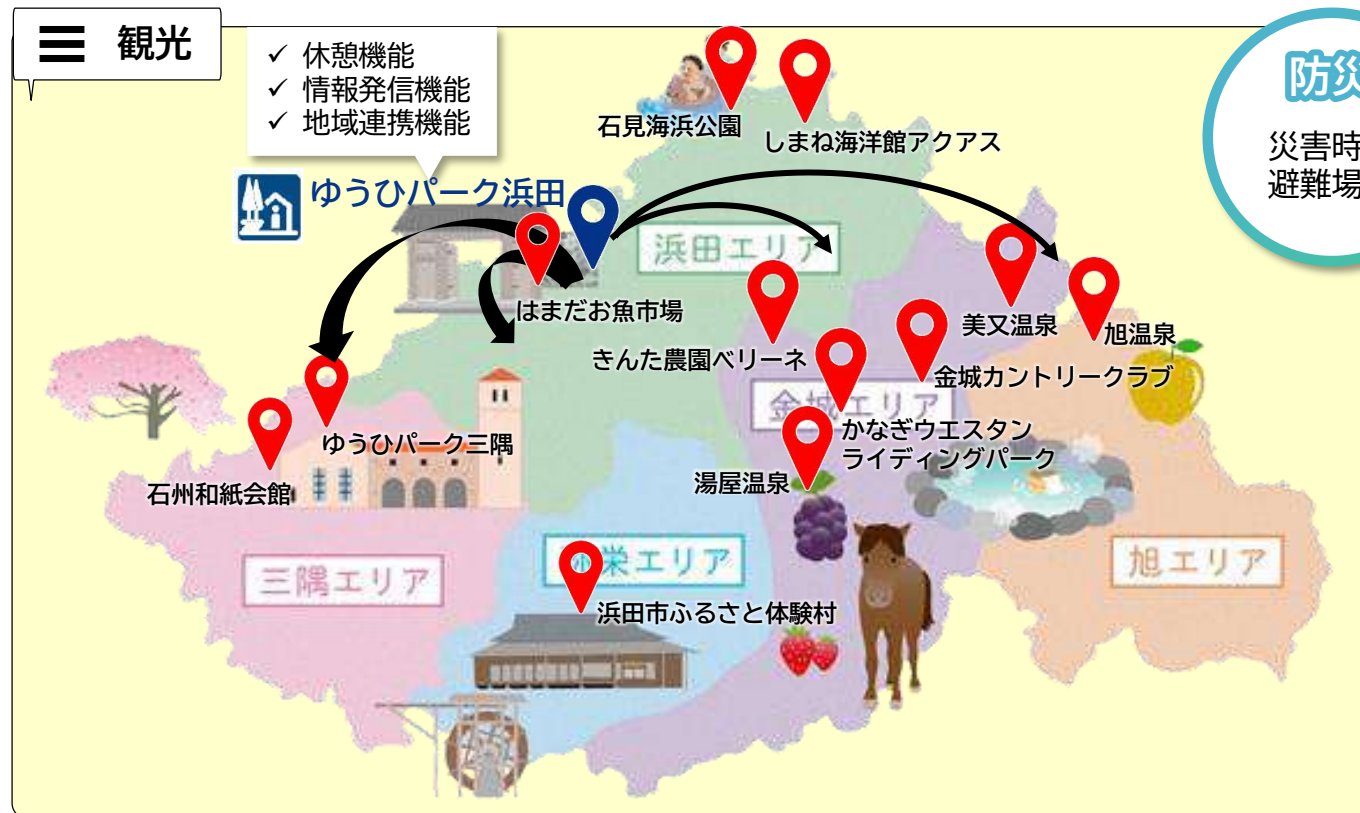 観光
✓ 休憩機能
✓ 情報発信機能
✓ 地域連携機能
防災
災害時
避難場
石見海浜公園
しまね海洋館アクアス
ゆうひパーク浜田
浜田エリア
はまだお魚市場
美又温泉
旭温泉
きんた農園ベリーネ
金城カントリークラブ
金城エリア
かなぎウエスタン
ライディングパーク
ゆうひパーク三隅
湯屋温泉
石州和紙会館
三隅エリア
栄エリア
旭エリア
浜田市ふるさと体験村